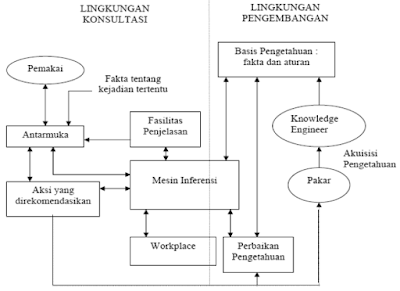 LINGKUNGAN
KONSULTASI
LINGKUNGAN
PENGEMBANGAN
Pemakai
Fakta tentang
kejadian tertentu
Basis Pengetahuan :
fakta dan aturan
Antarmuka
Fasilitas
Penjelasan
Knowledge
Engineer
Akuisisi
Pengetahuan
Aksi yang
direkomendasikan
Mesin Inferensi
Pakar
Workplace
Perbaikan
Pengetahuan